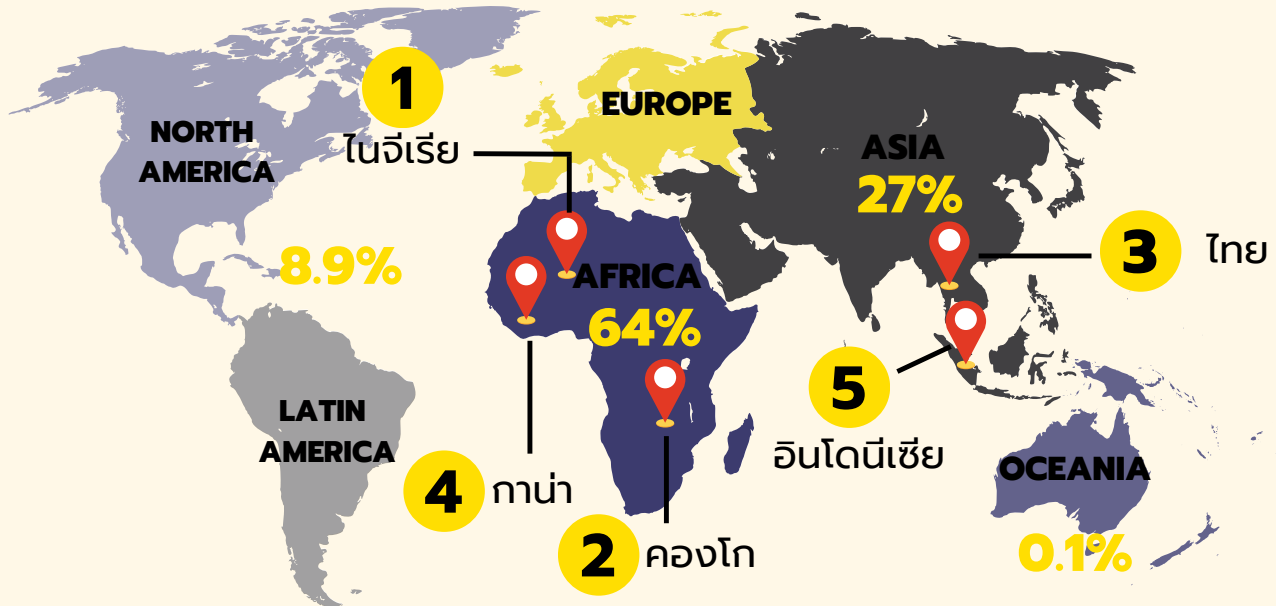 1
ไนจีเรีย
NORTH
AMERICA
8.9%
EUROPE
ASIA
27%
3
ไทย
AFRICA
64%
5
อินโดนีเซีย
LATIN
AMERICA
4
กาน่า
2
คองโก
OCEANIA
0.1%